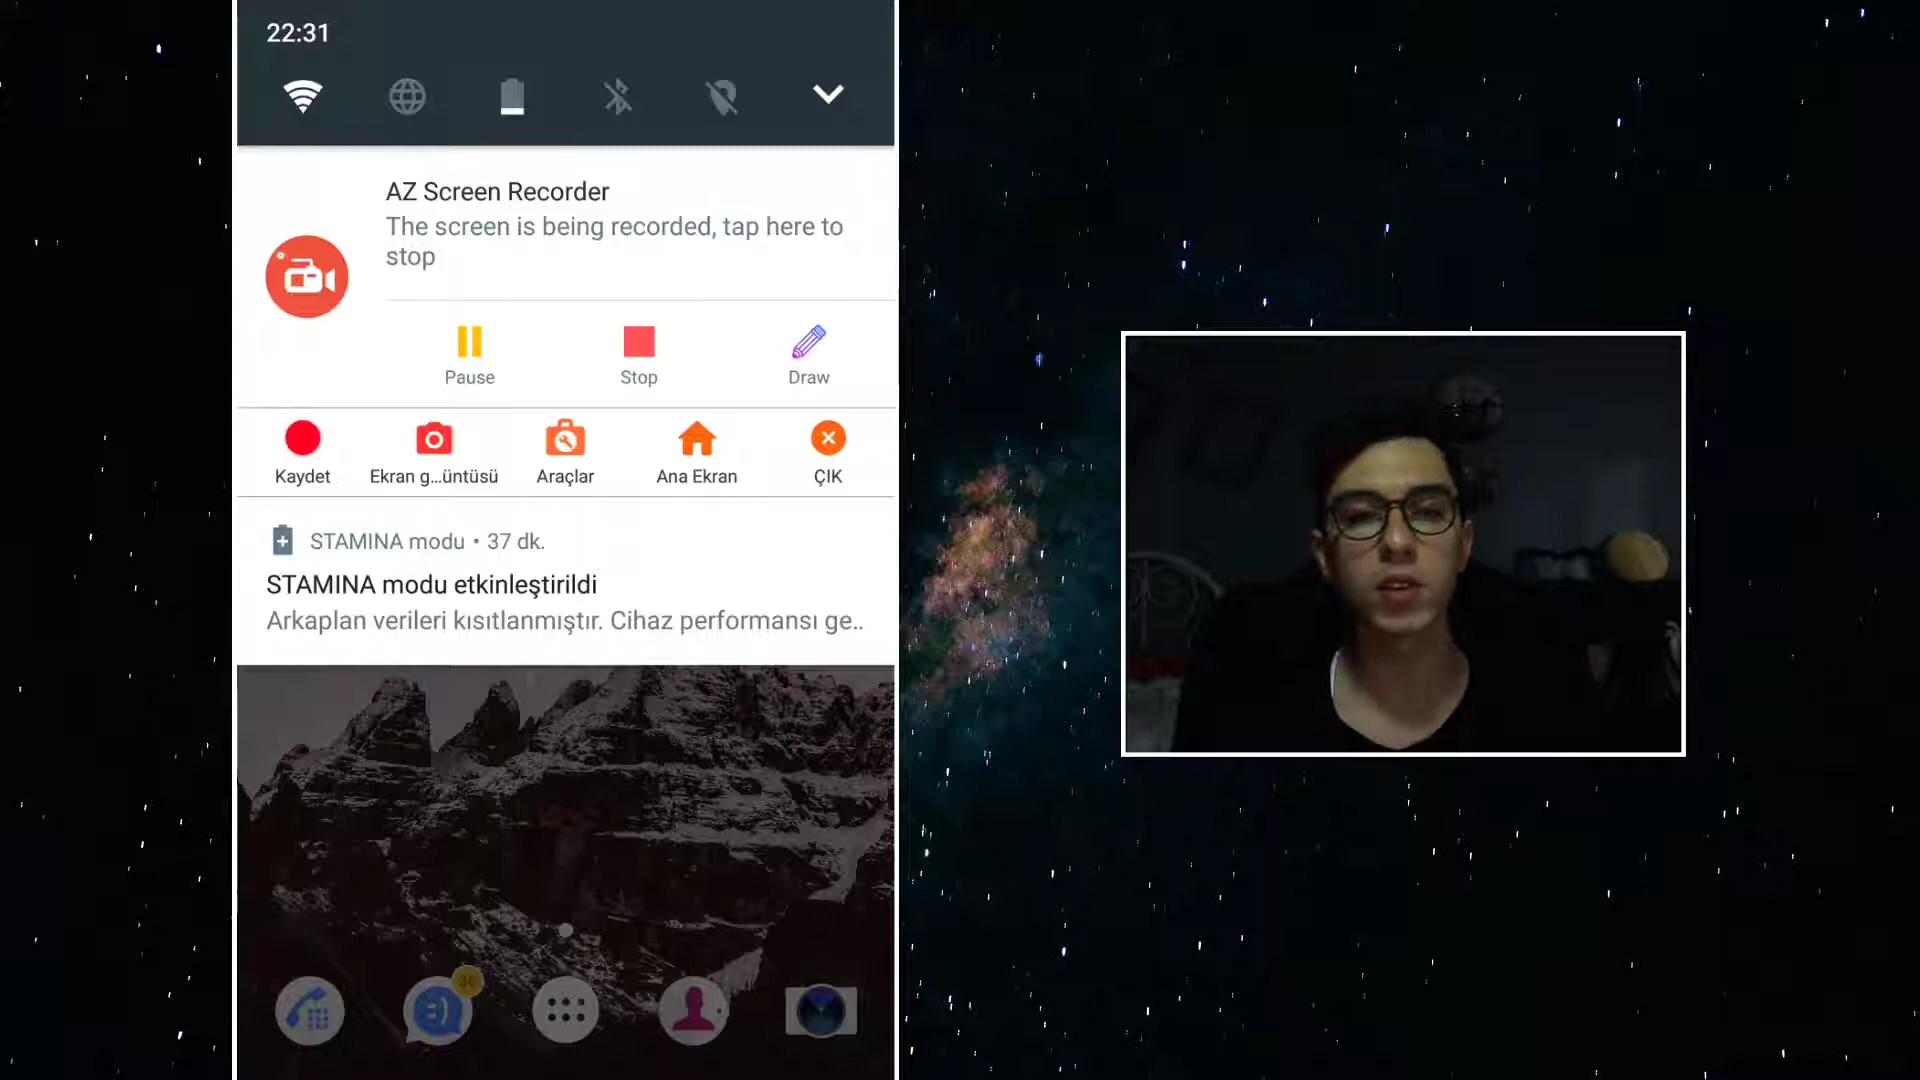 22:31
AZ Screen Recorder
The screen is being recorded, tap here to
stop
Pause
Stop
Draw
Kaydet
Ekran g...üntüsü
Araçlar
Ana Ekran
ÇIK
STAMINA modu • 37 dk.
STAMINA modu etkinleştirildi
Arkaplan verileri kısıtlanmıştır. Cihaz performansı ge..